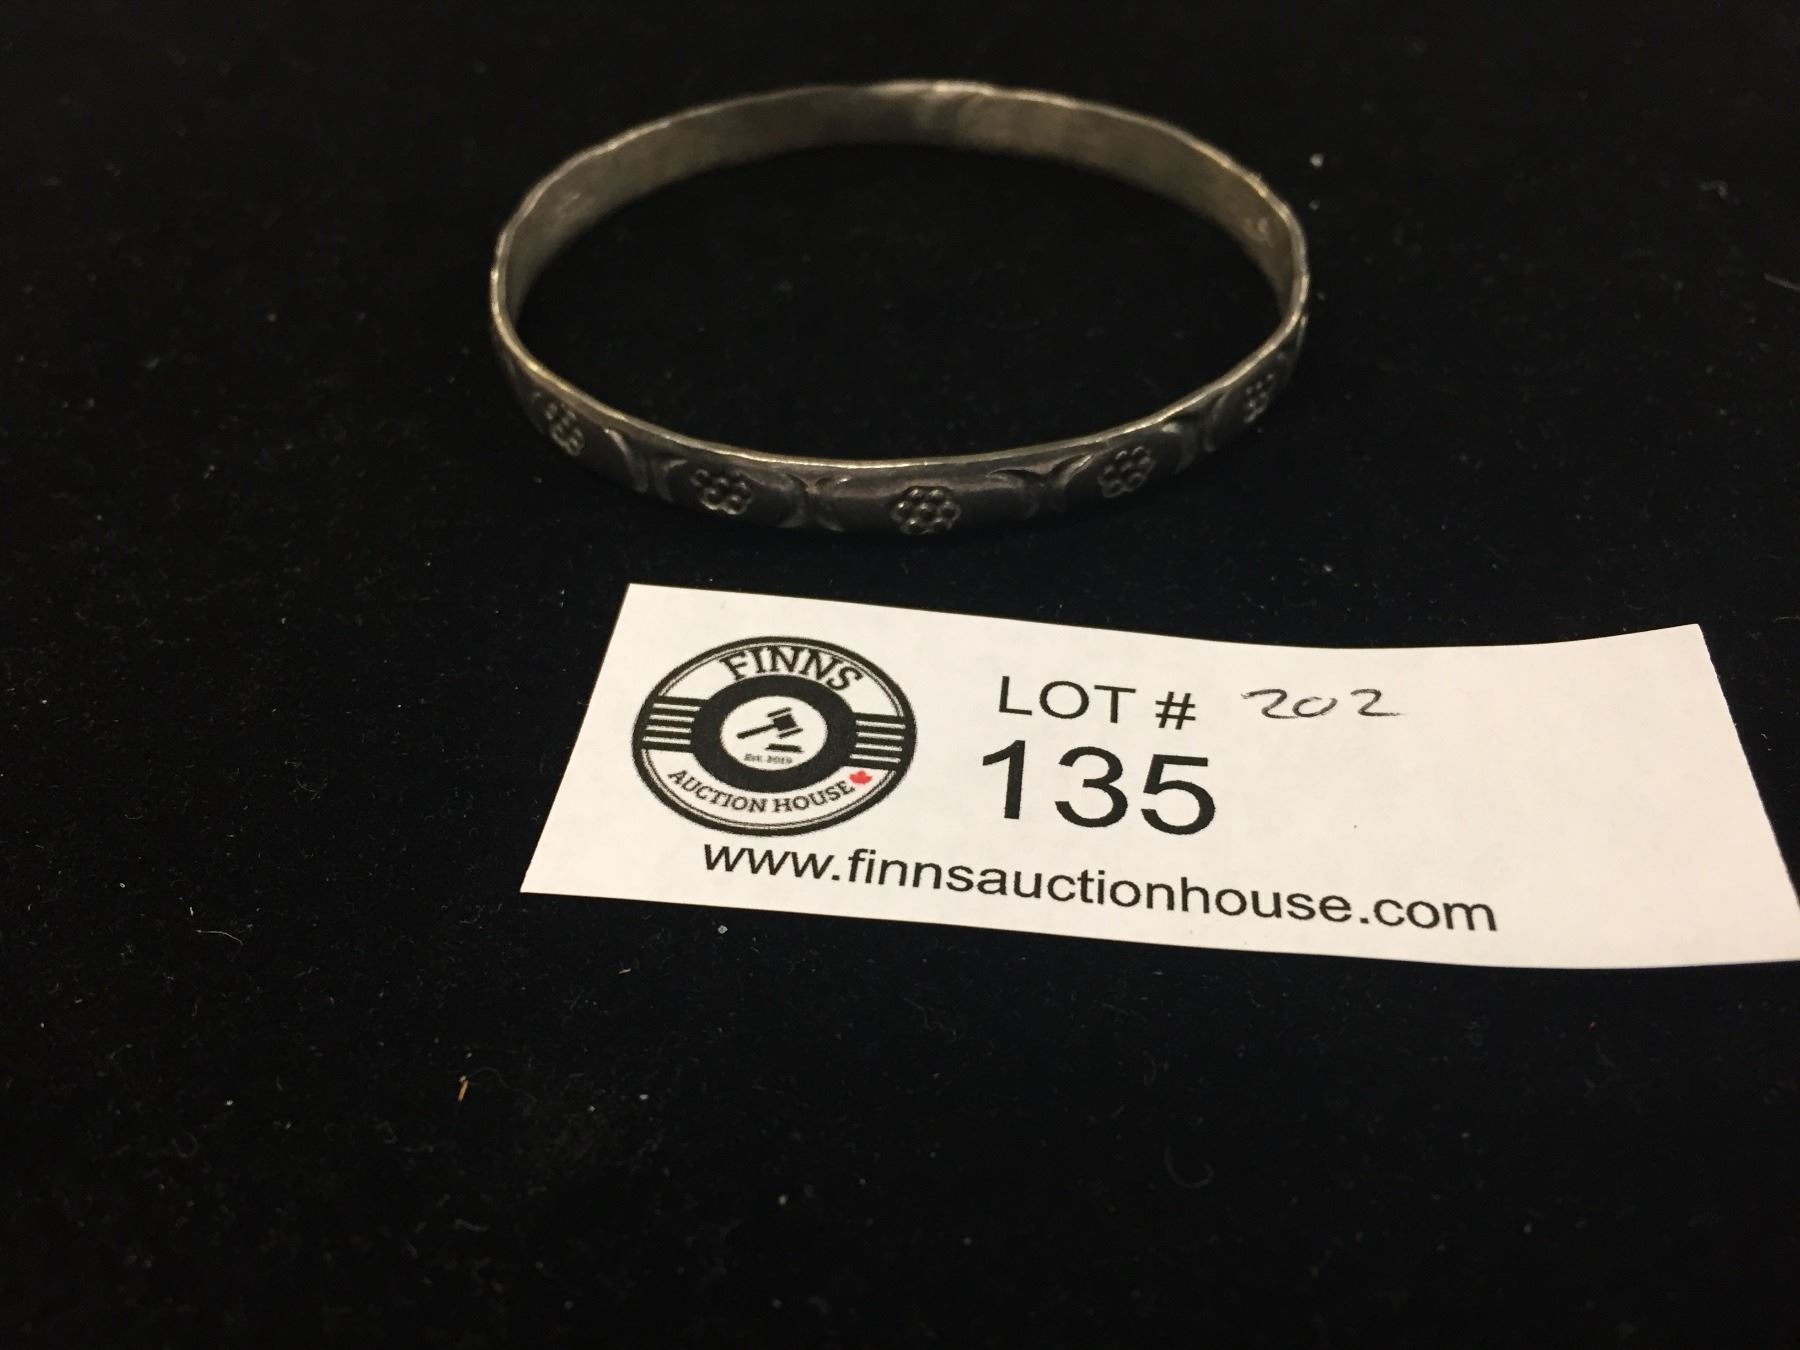 FINNS
Est. 2019
AUCTION HOUSE
LOT # 202
135
www.finnsauctionhouse.com